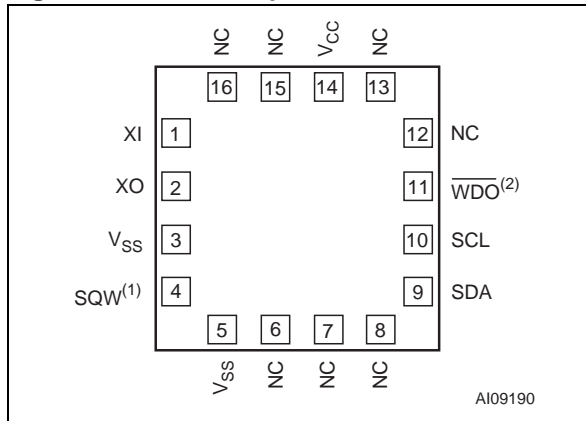 NC NC VCC NC
16 15 14 13
XI 1 12 NC
XO 2 11 WDO(2)
VSS 3 10 SCL
SQW(1) 4 9 SDA
5 6 7 8
VSS NC NC NC
AI09190